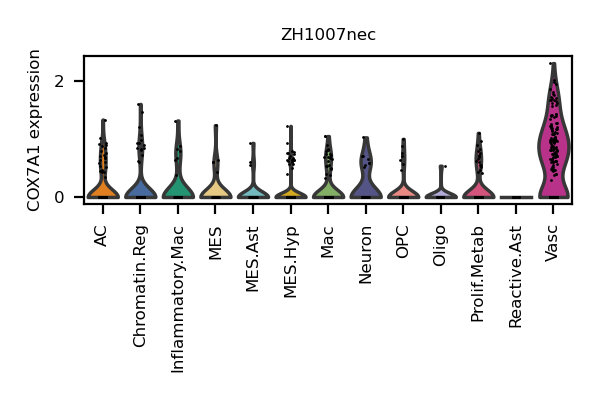 ZH1007nec
COX7A1 expression
2
0
AC
Chromatin.Reg
Inflammatory.Mac
MES
MES.Ast
MES.Hyp
Mac
Neuron
OPC
Oligo
Prolif.Metab
Reactive.Ast
Vasc